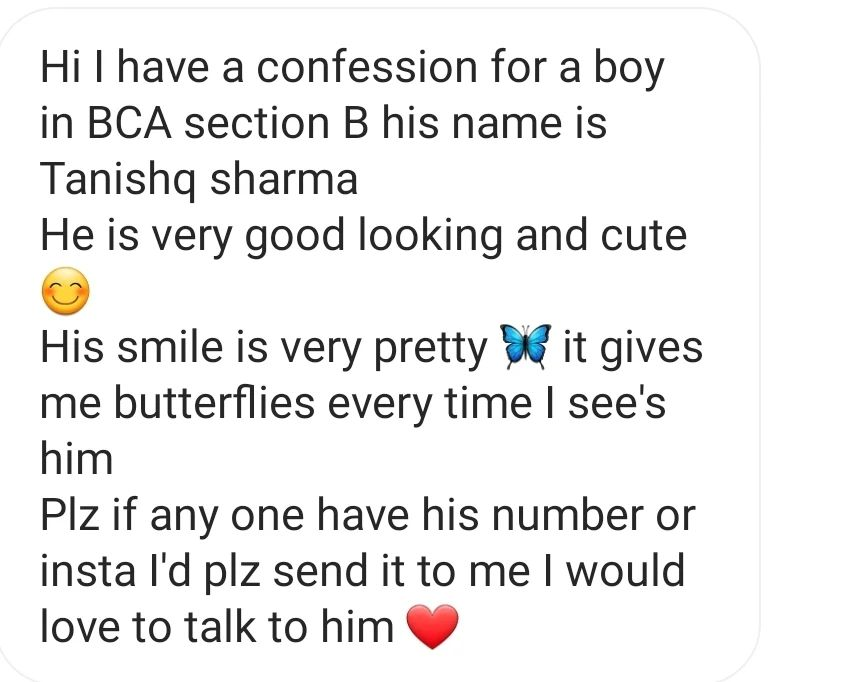 Hi I have a confession for a boy
in BCA section B his name is
Tanishq sharma
He is very good looking and cute
😊
His smile is very pretty 🦋 it gives
me butterflies every time I see's
him
Plz if any one have his number or
insta I'd plz send it to me I would
love to talk to him ❤️